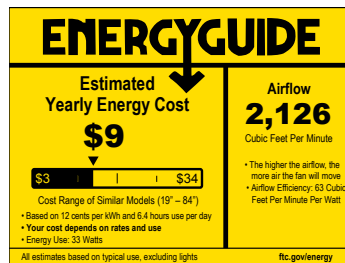 ENERGYGUIDE
Estimated
Yearly Energy Cost
$9
$3
$34
Cost Range of Similar Models (19" – 84")
• Based on 12 cents per kWh and 6.4 hours use per day
• Your cost depends on rates and use
• Energy Use: 33 Watts
All estimates based on typical use, excluding lights
Airflow
2,126
Cubic Feet Per Minute
• The higher the airflow, the
more air the fan will move
• Airflow Efficiency: 63 Cubic
Feet Per Minute Per Watt
ftc.gov/energy